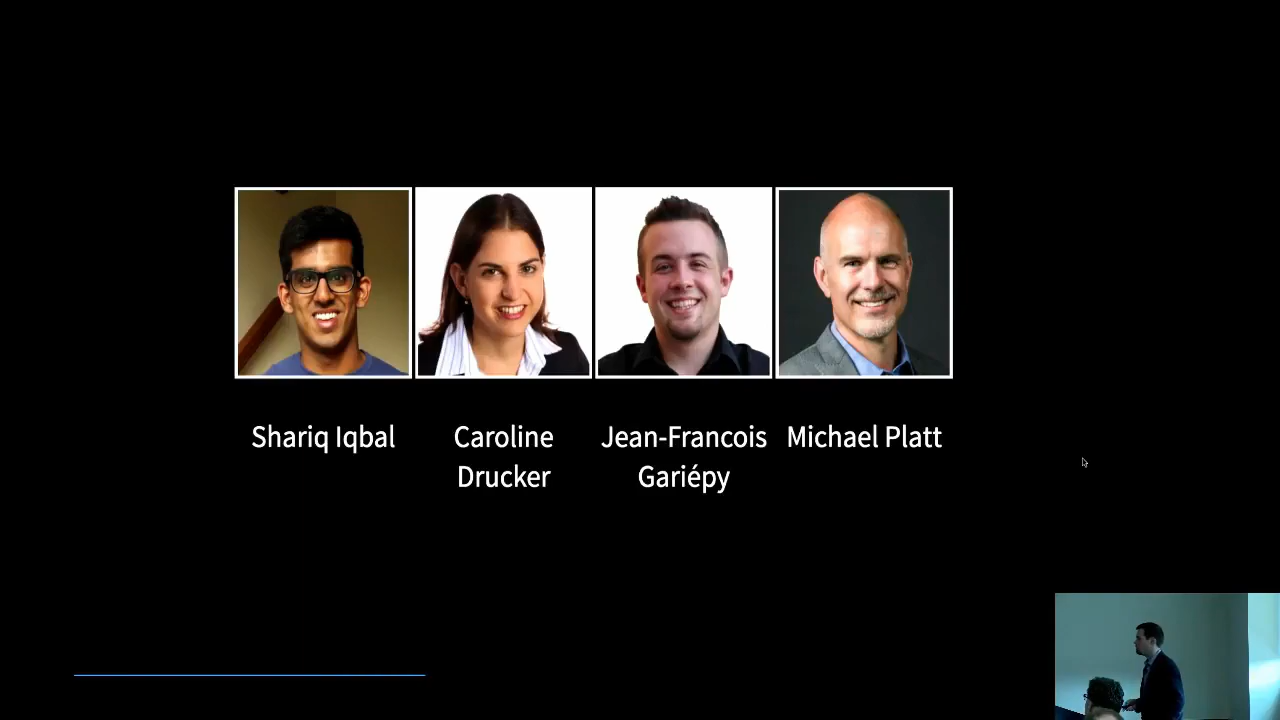 Shariq Iqbal
Caroline
Drucker
Jean-Francois
Gariépy
Michael Platt